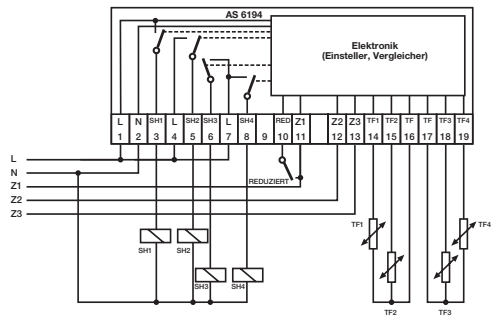 AS 6194
Elektronik
(Einsteller, Vergleicher)
L N SH1 L SH2 SH3 L SH4 RED Z1 Z2 Z3 TF1 TF2 TF TF TF3 TF4
1 2 3 4 5 6 7 8 9 10 11 12 13 14 15 16 17 18 19
L
N
Z1
REDUZIERT
Z2
Z3
TF1
TF4
SH1
SH2
SH3
SH4
TF2
TF3